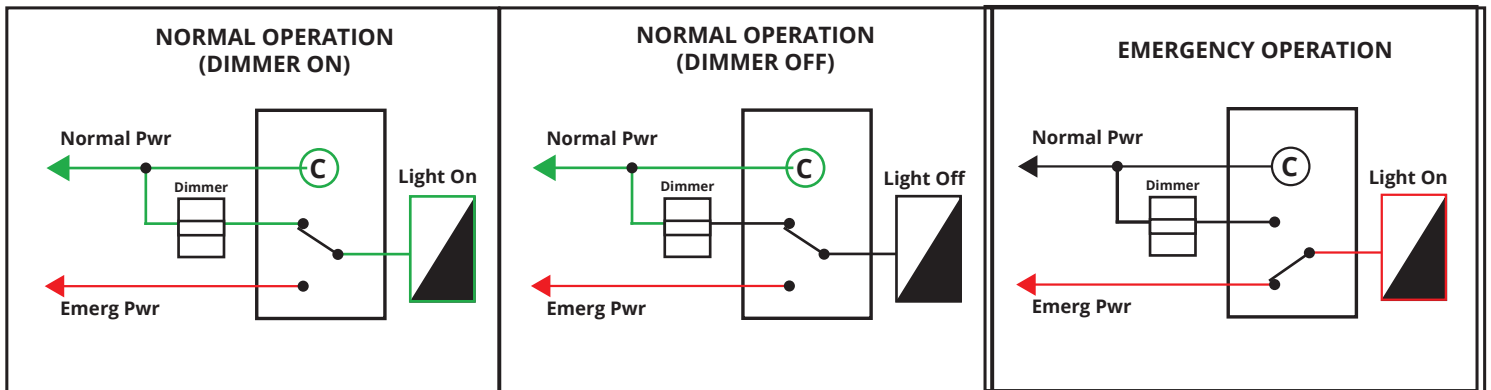 NORMAL OPERATION
(DIMMER ON)
Normal Pwr
C
Dimmer
Light On
Emerg Pwr
NORMAL OPERATION
(DIMMER OFF)
Normal Pwr
C
Dimmer
Light Off
Emerg Pwr
EMERGENCY OPERATION
Normal Pwr
C
Dimmer
Light On
Emerg Pwr